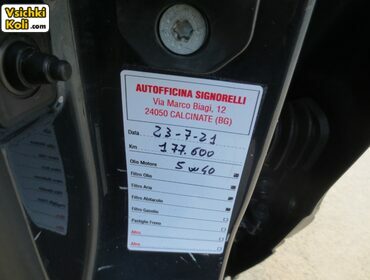 Vsichki
Koli.com
AUTOFFICINA SIGNORELLI
Via Marco Biagi, 12
24050 CALCINATE (BG)
Data 23-7-21
Km 177.600
Olio Motore 5w40
Filtro Olio
Filtro Aria
Filtro Abitacolo
Filtro Gasolio
Pastiglie Freno
Altro
Altro